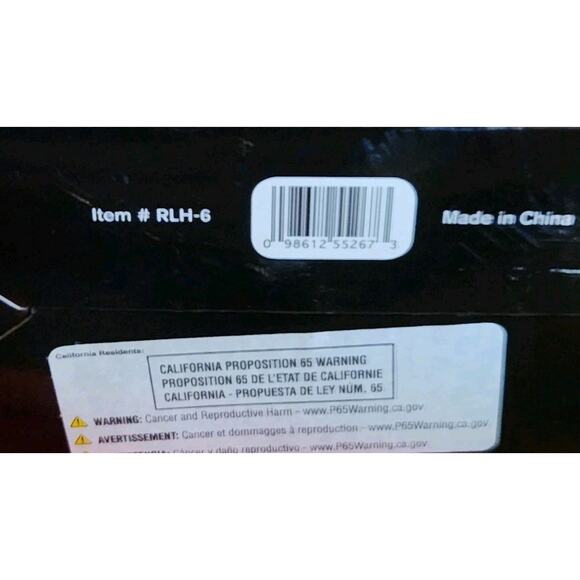 Item # RLH-6
0 98612 55267 3
Made in China
California Residents:
CALIFORNIA PROPOSITION 65 WARNING
PROPOSITION 65 DE L'ETAT DE CALIFORNIE
CALIFORNIA - PROPUESTA DE LEY NÚM. 65
WARNING: Cancer and Reproductive Harm - www.P65Warning.ca.gov
AVERTISSEMENT: Cancer et dommages à reproduction - www.P65Warning.ca.gov
Cáncer y daño reproductivo - www.P65Warning.ca.gov